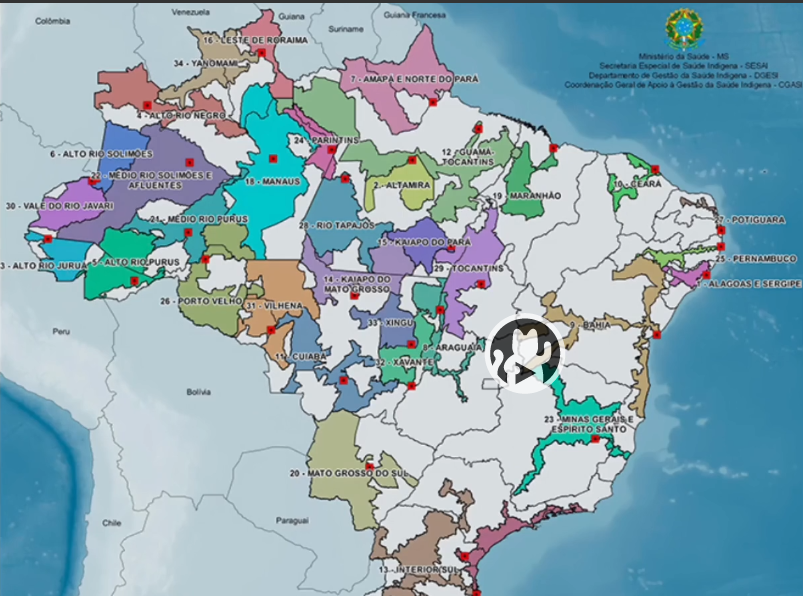 Colômbia
Venezuela
Guiana
Suriname
Guiana Francesa
Ministério da Saúde - MS
Secretaria Especial de Saúde Indígena - SESAI
Departamento de Gestão da Saúde Indígena - DGESI
Coordenação Geral de Apoio à Gestão da Saúde Indígena - CGASI
16 - LESTE DE RORAIMA
34 - YANOMAMI
7 - AMAPÁ E NORTE DO PARÁ
4 - ALTO RIO NEGRO
24 - PARINTINS
12 - GUAMÁ-
TOCANTINS
6 - ALTO RIO SOLIMÕES
22 - MÉDIO RIO SOLIMÕES E
AFLUENTES
18 - MANAUS
2 - ALTAMIRA
19 - MARANHÃO
10 - CEARÁ
30 - VALE DO RIO JAVARI
21 - MÉDIO RIO PURUS
28 - RIO TAPAJÓS
27 - POTIGUARA
15 - KAIAPÓ DO PARÁ
25 - PERNAMBUCO
3 - ALTO RIO JURUÁ
5 - ALTO RIO PURUS
29 - TOCANTINS
14 - KAIAPÓ DO
MATO GROSSO
ALAGOAS E SERGIPE
26 - PORTO VELHO
31 - VILHENA
33 - XINGU
9 - BAHIA
Peru
8 - ARAGUAIA
15 - CUIABÁ
32 - XAVANTE
Bolívia
23 - MINAS GERAIS E
ESPÍRITO SANTO
20 - MATO GROSSO DO SUL
Chile
Paraguai
13 - INTERIOR SUL